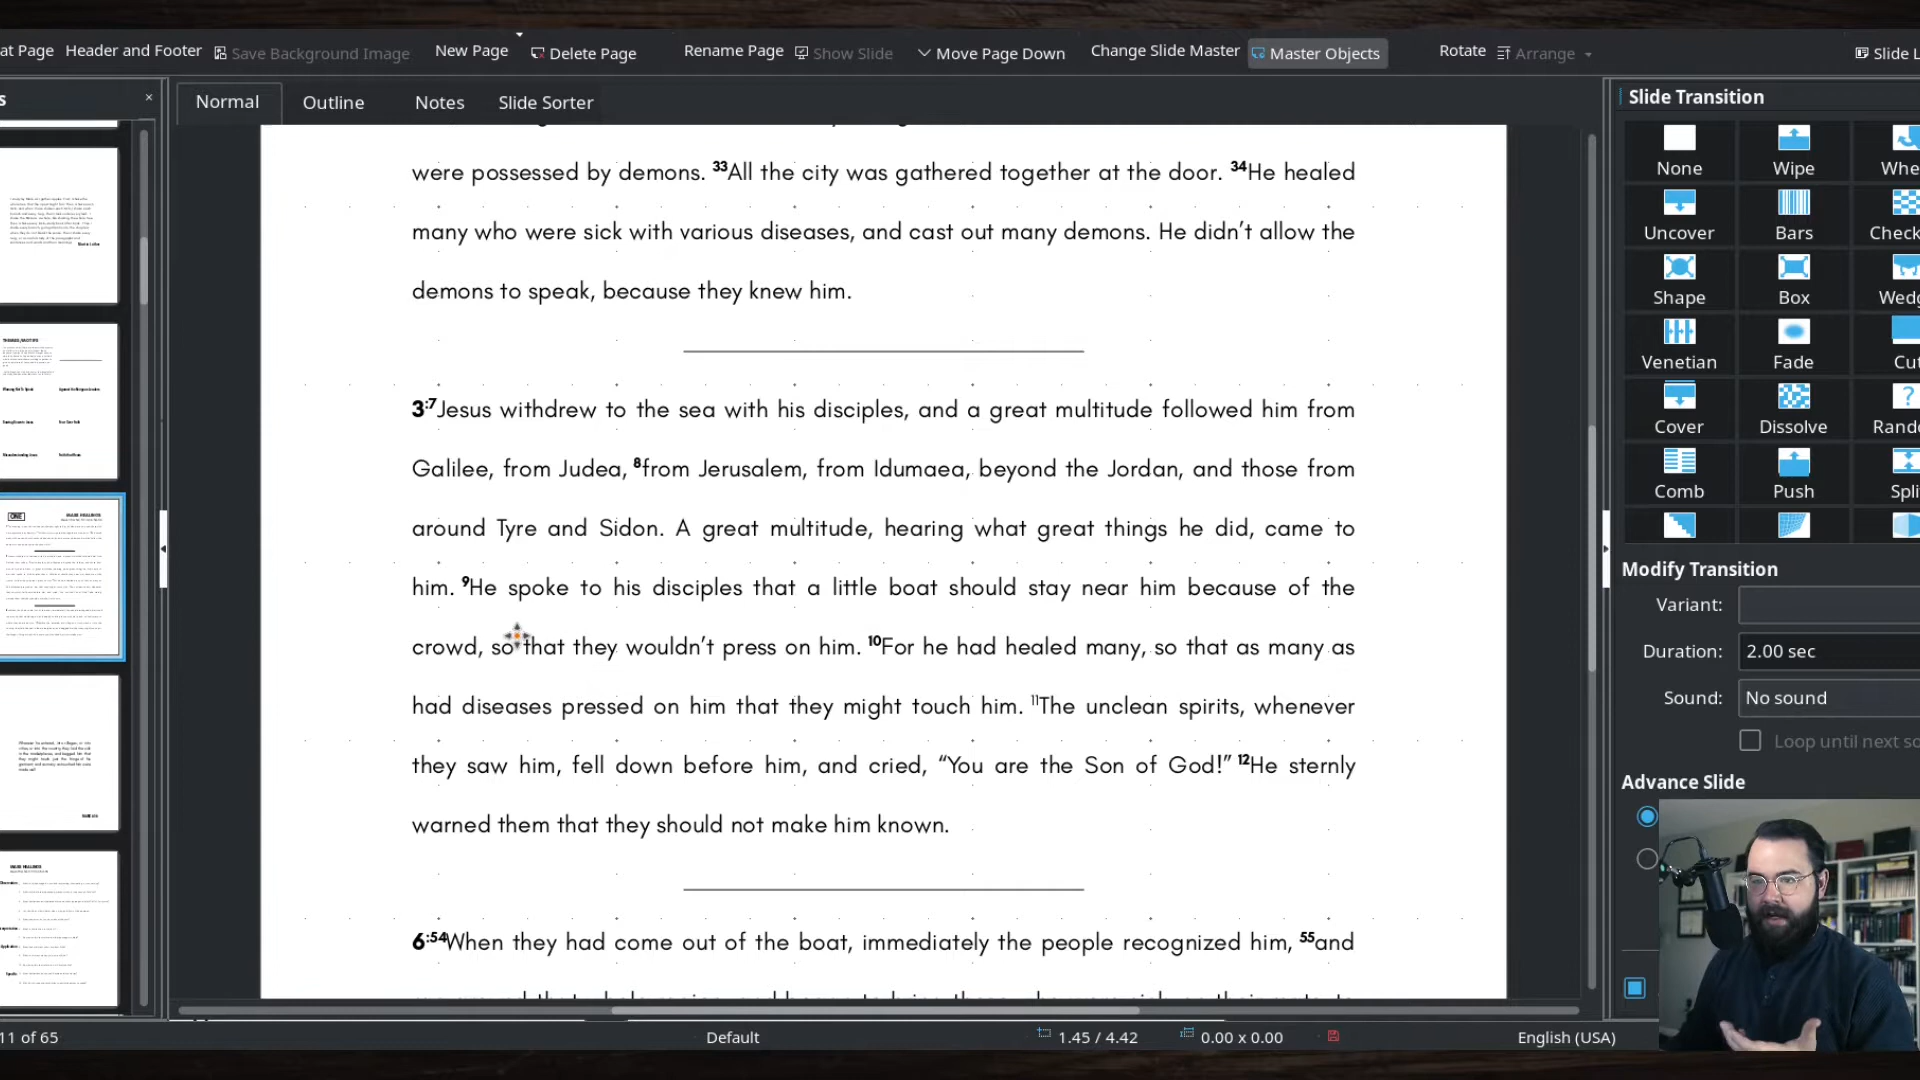 at Page Header and Footer Save Background Image New Page Delete Page Rename Page Show Slide Move Page Down Change Slide Master Master Objects Rotate Arrange Slide L
s
Normal Outline Notes Slide Sorter
were possessed by demons. 33All the city was gathered together at the door. 34He healed
many who were sick with various diseases, and cast out many demons. He didn’t allow the
demons to speak, because they knew him.
3:7Jesus withdrew to the sea with his disciples, and a great multitude followed him from
Galilee, from Judea, 8from Jerusalem, from Idumaea, beyond the Jordan, and those from
around Tyre and Sidon. A great multitude, hearing what great things he did, came to
him. 9He spoke to his disciples that a little boat should stay near him because of the
crowd, so that they wouldn’t press on him. 10For he had healed many, so that as many as
had diseases pressed on him that they might touch him. 11The unclean spirits, whenever
they saw him, fell down before him, and cried, “You are the Son of God!” 12He sternly
warned them that they should not make him known.
6:54When they had come out of the boat, immediately the people recognized him, 55and
Slide Transition
None Wipe Whe
Uncover Bars Check
Shape Box Wedg
Venetian Fade Cut
Cover Dissolve Rando
Comb Push Spli
Modify Transition
Variant:
Duration: 2.00 sec
Sound: No sound
Loop until next so
Advance Slide
11 of 65 Default 1.45 / 4.42 0.00 x 0.00 English (USA)